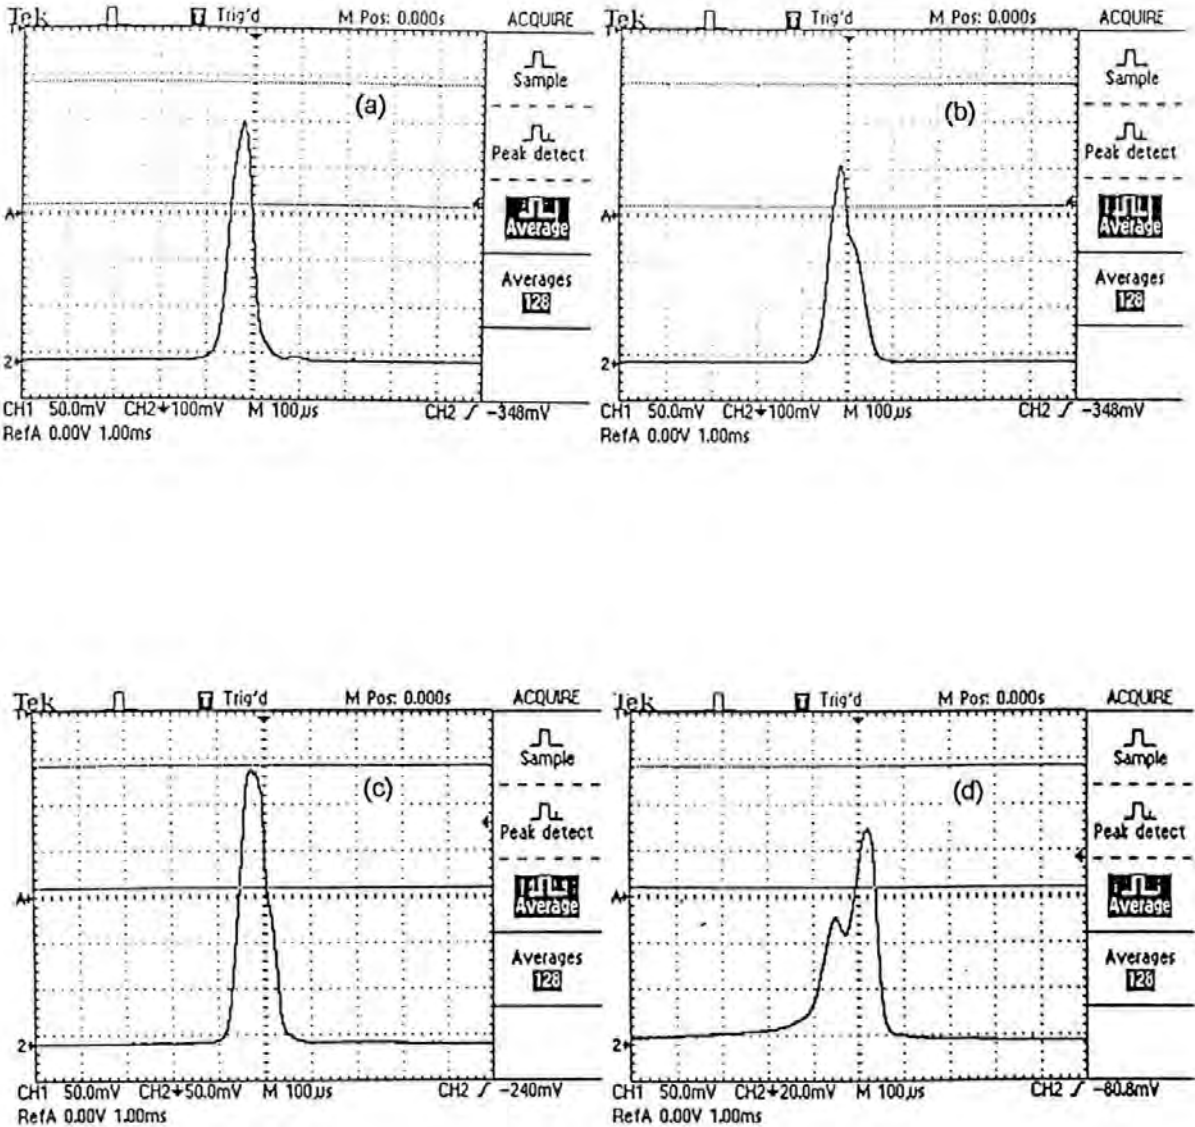 Tek T Trig'd M Pos: 0.000s ACQUIRE
Sample
(a)
Peak detect
A
Average
Averages
128
2
CH1 50.0mV CH2 100mV M 100µs CH2 -348mV
RefA 0.00V 1.00ms
Tek T Trig'd M Pos: 0.000s ACQUIRE
Sample
(b)
Peak detect
A
Average
Averages
128
2
CH1 50.0mV CH2 100mV M 100µs CH2 -348mV
RefA 0.00V 1.00ms
Tek T Trig'd M Pos: 0.000s ACQUIRE
Sample
(c)
Peak detect
A
Average
Averages
128
2
CH1 50.0mV CH2 50.0mV M 100µs CH2 -240mV
RefA 0.00V 1.00ms
Tek T Trig'd M Pos: 0.000s ACQUIRE
Sample
(d)
Peak detect
A
Average
Averages
128
2
CH1 50.0mV CH2 20.0mV M 100µs CH2 -80.8mV
RefA 0.00V 1.00ms